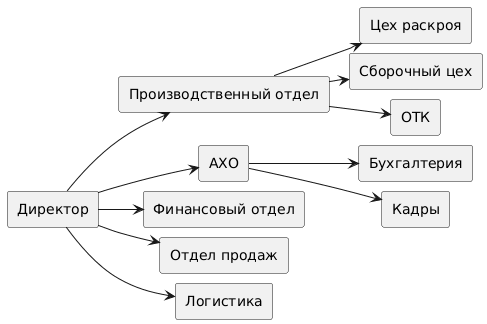 Цех раскроя
Сборочный цех
Производственный отдел
ОТК
АХО
Бухгалтерия
Директор
Финансовый отдел
Кадры
Отдел продаж
Логистика